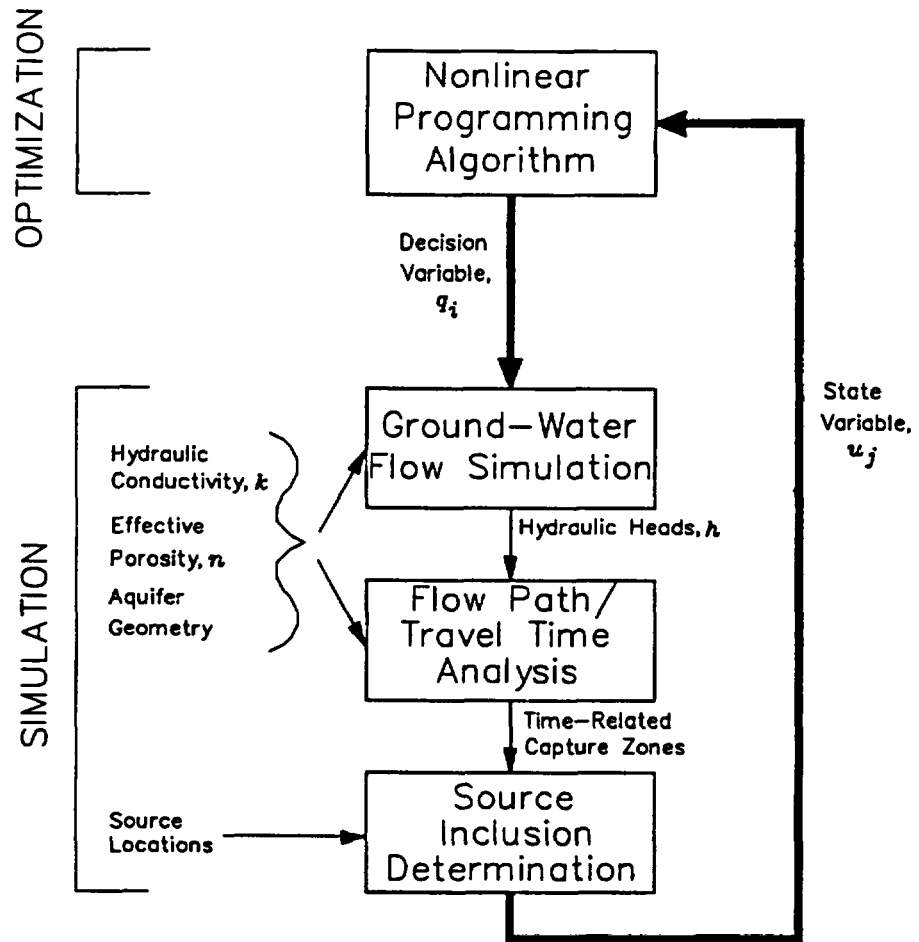 OPTIMIZATION
Nonlinear
Programming
Algorithm
Decision
Variable,
q_i
State
Variable,
u_j
SIMULATION
Hydraulic
Conductivity, k
Effective
Porosity, n
Aquifer
Geometry
Ground-Water
Flow Simulation
Hydraulic Heads, h
Flow Path/
Travel Time
Analysis
Time-Related
Capture Zones
Source
Locations
Source
Inclusion
Determination